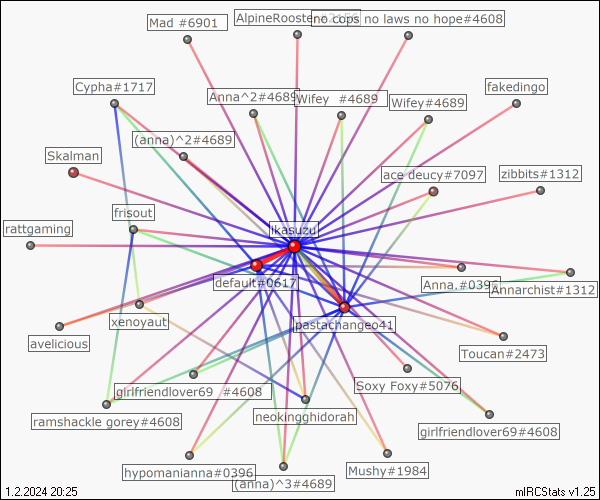 Mad #6901
AlpineRooster
no cops no laws no hope#4608
Cypha#1717
Anna^2#4689
Wifey #4689
Wifey#4689
fakedingo
(anna)^2#4689
Skalman
ace deucy#7097
zibbits#1312
frisout
rattgaming
ikasuzu
default#0617
Anna.#0396
Annarchist#1312
xenoyaut
pastachangeo41
avelicious
Toucan#2473
girlfriendlover69 #4608
Soxy Foxy#5076
ramshackle gorey#4608
neokingghidorah
girlfriendlover69#4608
hypomanianna#0396
(anna)^3#4689
Mushy#1984
1.2.2024 20:25
mIRCStats v1.25